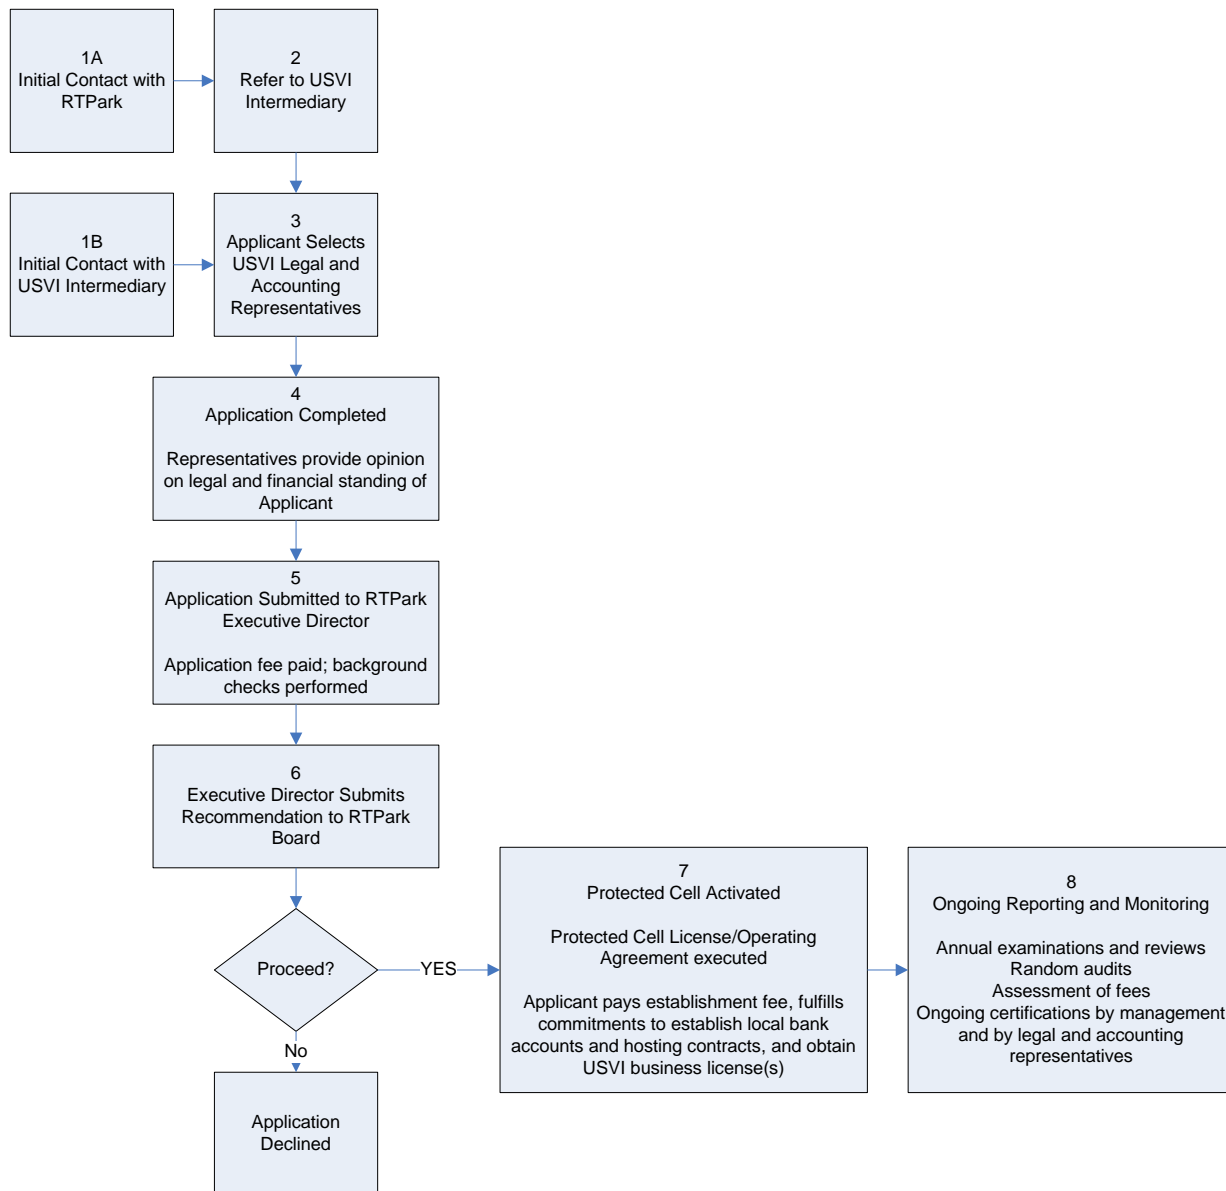 1A
Initial Contact with
RTPark
2
Refer to USVI
Intermediary
1B
Initial Contact with
USVI Intermediary
3
Applicant Selects
USVI Legal and
Accounting
Representatives
4
Application Completed
Representatives provide opinion
on legal and financial standing of
Applicant
5
Application Submitted to RTPark
Executive Director
Application fee paid; background
checks performed
6
Executive Director Submits
Recommendation to RTPark
Board
Proceed?
YES
No
Application
Declined
7
Protected Cell Activated
Protected Cell License/Operating
Agreement executed
Applicant pays establishment fee, fulfills
commitments to establish local bank
accounts and hosting contracts, and obtain
USVI business license(s)
8
Ongoing Reporting and Monitoring
Annual examinations and reviews
Random audits
Assessment of fees
Ongoing certifications by management
and by legal and accounting
representatives